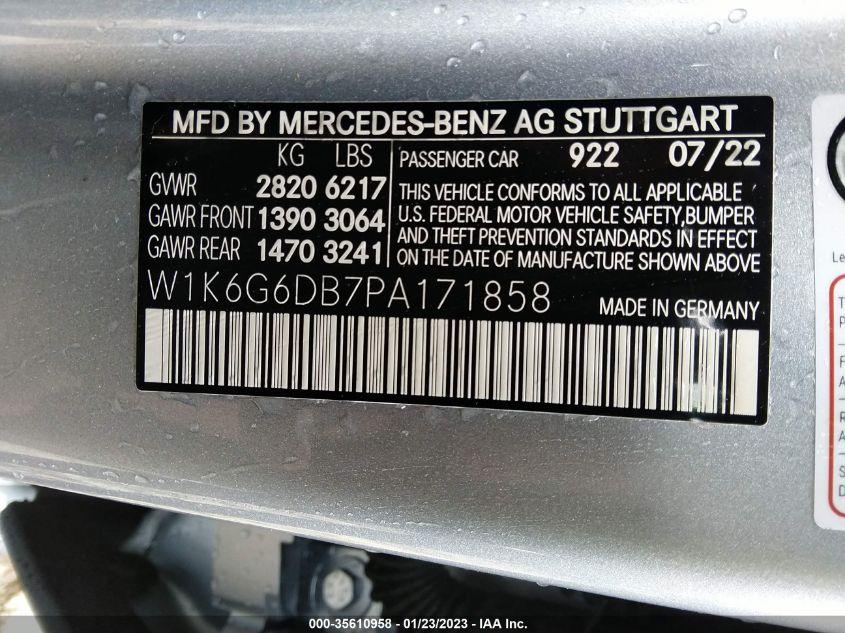 MFD BY MERCEDES-BENZ AG STUTTGART
KG LBS
GVWR 2820 6217
GAWR FRONT 1390 3064
GAWR REAR 1470 3241
PASSENGER CAR 922 07/22
THIS VEHICLE CONFORMS TO ALL APPLICABLE
U.S. FEDERAL MOTOR VEHICLE SAFETY,BUMPER
AND THEFT PREVENTION STANDARDS IN EFFECT
ON THE DATE OF MANUFACTURE SHOWN ABOVE
W1K6G6DB7PA171858
MADE IN GERMANY
000-35610958 - 01/23/2023 - IAA Inc.